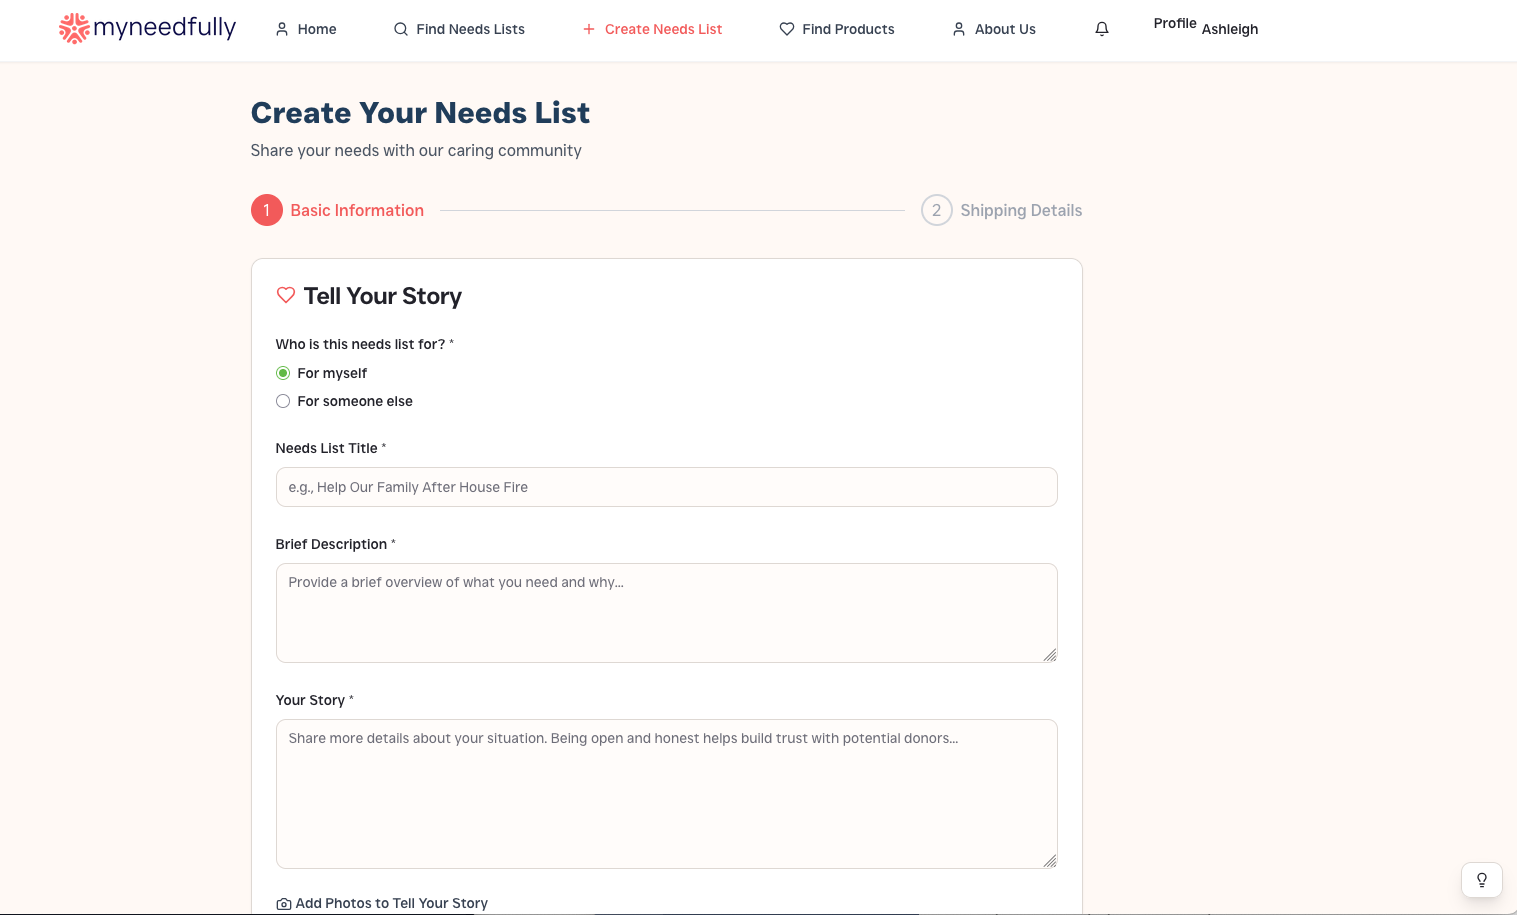 myneedfully
Home
Find Needs Lists
Create Needs List
Find Products
About Us
Profile
Ashleigh
Create Your Needs List
Share your needs with our caring community
1 Basic Information
2 Shipping Details
Tell Your Story
Who is this needs list for? *
For myself
For someone else
Needs List Title *
e.g., Help Our Family After House Fire
Brief Description *
Provide a brief overview of what you need and why...
Your Story *
Share more details about your situation. Being open and honest helps build trust with potential donors...
Add Photos to Tell Your Story